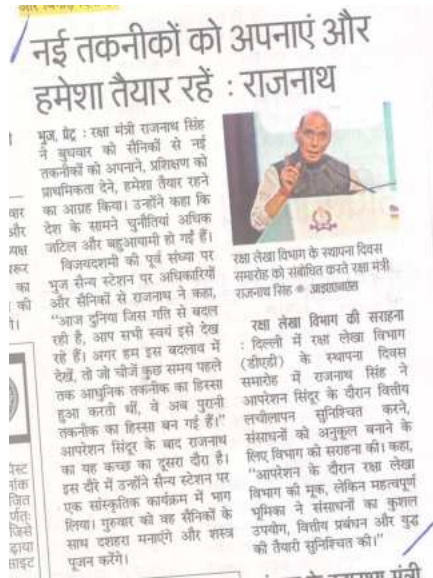 नई तकनीकों को अपनाएं और
हमेशा तैयार रहें : राजनाथ
भुज, प्रेट्र : रक्षा मंत्री राजनाथ सिंह
ने बुधवार को सैनिकों से नई
तकनीकों को अपनाने, प्रशिक्षण को
प्राथमिकता देने, हमेशा तैयार रहने
का आग्रह किया। उन्होंने कहा कि
देश के सामने चुनौतियां अधिक
जटिल और बहुआयामी हो गई हैं।
विजयदशमी की पूर्व संध्या पर
भुज सैन्य स्टेशन पर अधिकारियों
और सैनिकों से राजनाथ ने कहा,
"आज दुनिया जिस गति से बदल
रही है, आप सभी स्वयं इसे देख
रहे हैं। अगर हम इस बदलाव में
देखें, तो जो चीजें कुछ समय पहले
तक आधुनिक तकनीक का हिस्सा
हुआ करती थीं, वे अब पुरानी
तकनीक का हिस्सा बन गई हैं।"
आपरेशन सिंदूर के बाद राजनाथ
का यह कच्छ का दूसरा दौरा है।
इस दौरे में उन्होंने सैन्य स्टेशन पर
एक सांस्कृतिक कार्यक्रम में भाग
लिया। गुरुवार को वह सैनिकों के
साथ दशहरा मनाएंगे और शस्त्र
पूजन करेंगे।
रक्षा लेखा विभाग के स्थापना दिवस
समारोह को संबोधित करते रक्षा मंत्री
राजनाथ सिंह ● आइएएनएस
रक्षा लेखा विभाग की सराहना
: दिल्ली में रक्षा लेखा विभाग
(डीएडी) के स्थापना दिवस
समारोह में राजनाथ सिंह ने
आपरेशन सिंदूर के दौरान वित्तीय
लचीलापन सुनिश्चित करने,
संसाधनों को अनुकूल बनाने के
लिए विभाग की सराहना की। कहा,
"आपरेशन के दौरान रक्षा लेखा
विभाग की मूक, लेकिन महत्वपूर्ण
भूमिका ने संसाधनों का कुशल
उपयोग, वित्तीय प्रबंधन और युद्ध
की तैयारी सुनिश्चित की।"